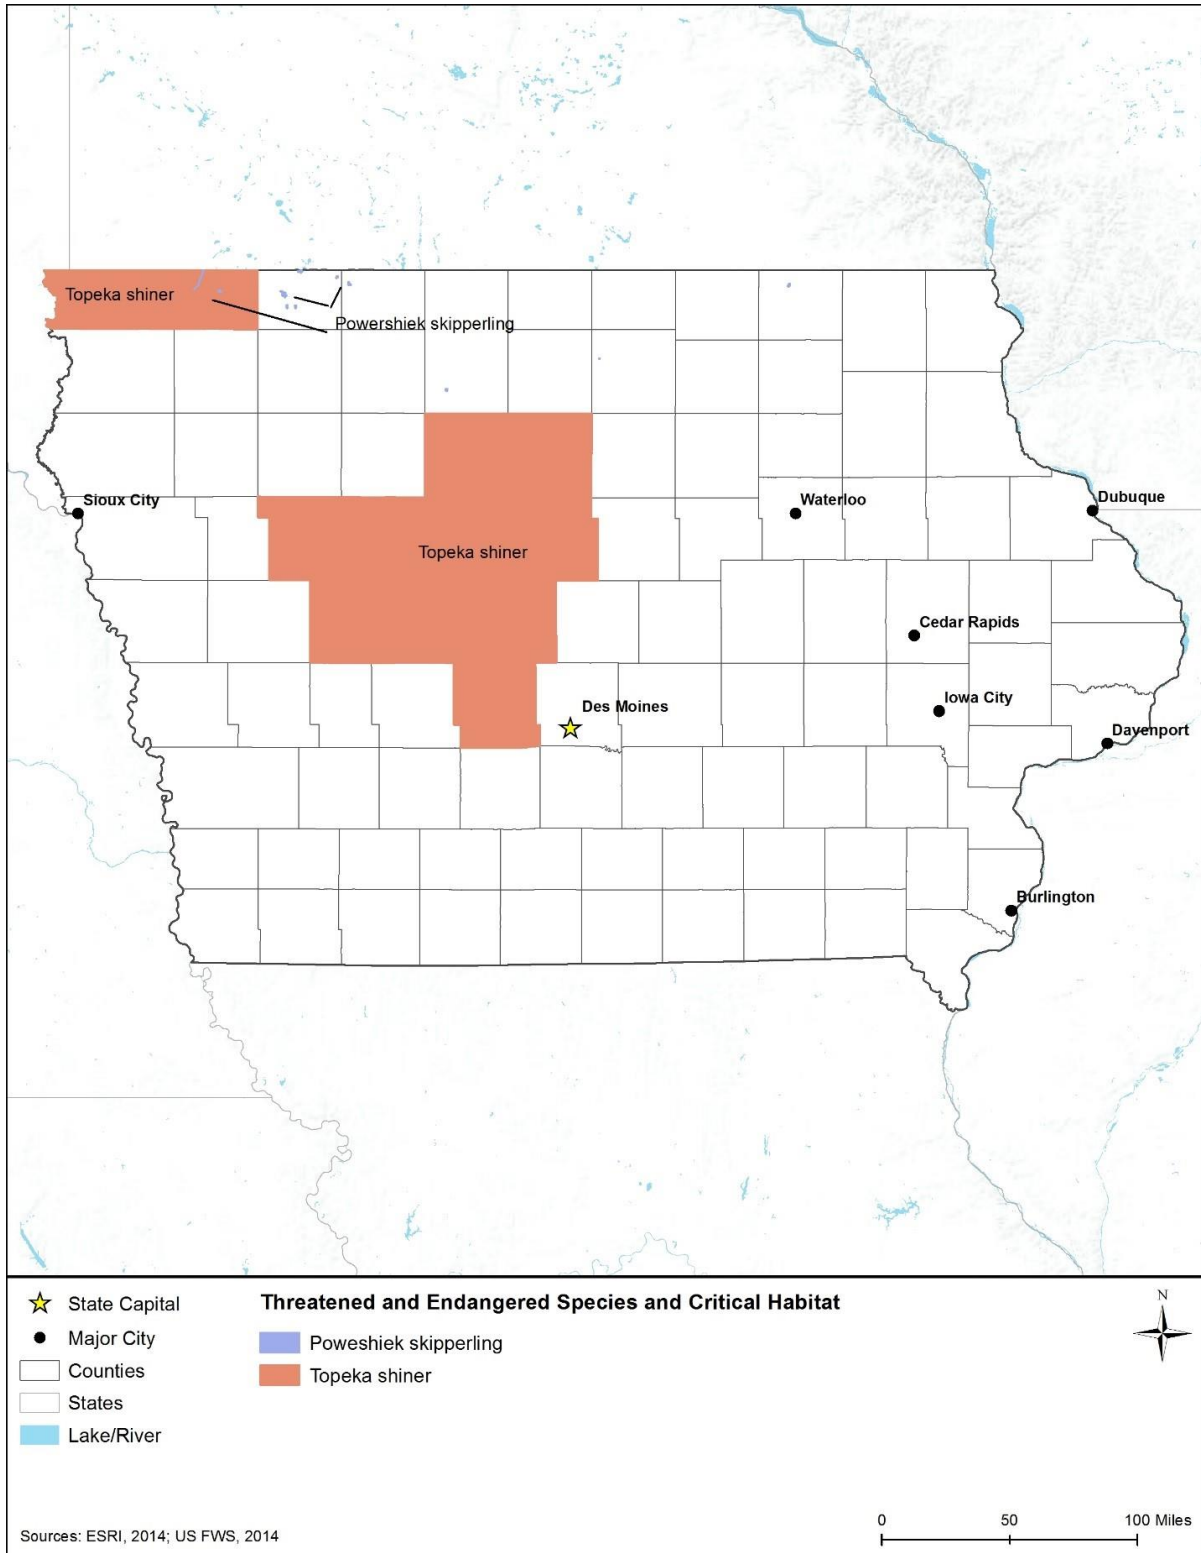 Topeka shiner
Powershiek skipperling
Sioux City
Waterloo
Dubuque
Topeka shiner
Cedar Rapids
Iowa City
Des Moines
Davenport
Burlington
State Capital
Major City
Counties
States
Lake/River
Threatened and Endangered Species and Critical Habitat
Poweshiek skipperling
Topeka shiner
N
Sources: ESRI, 2014; US FWS, 2014
0 50 100 Miles